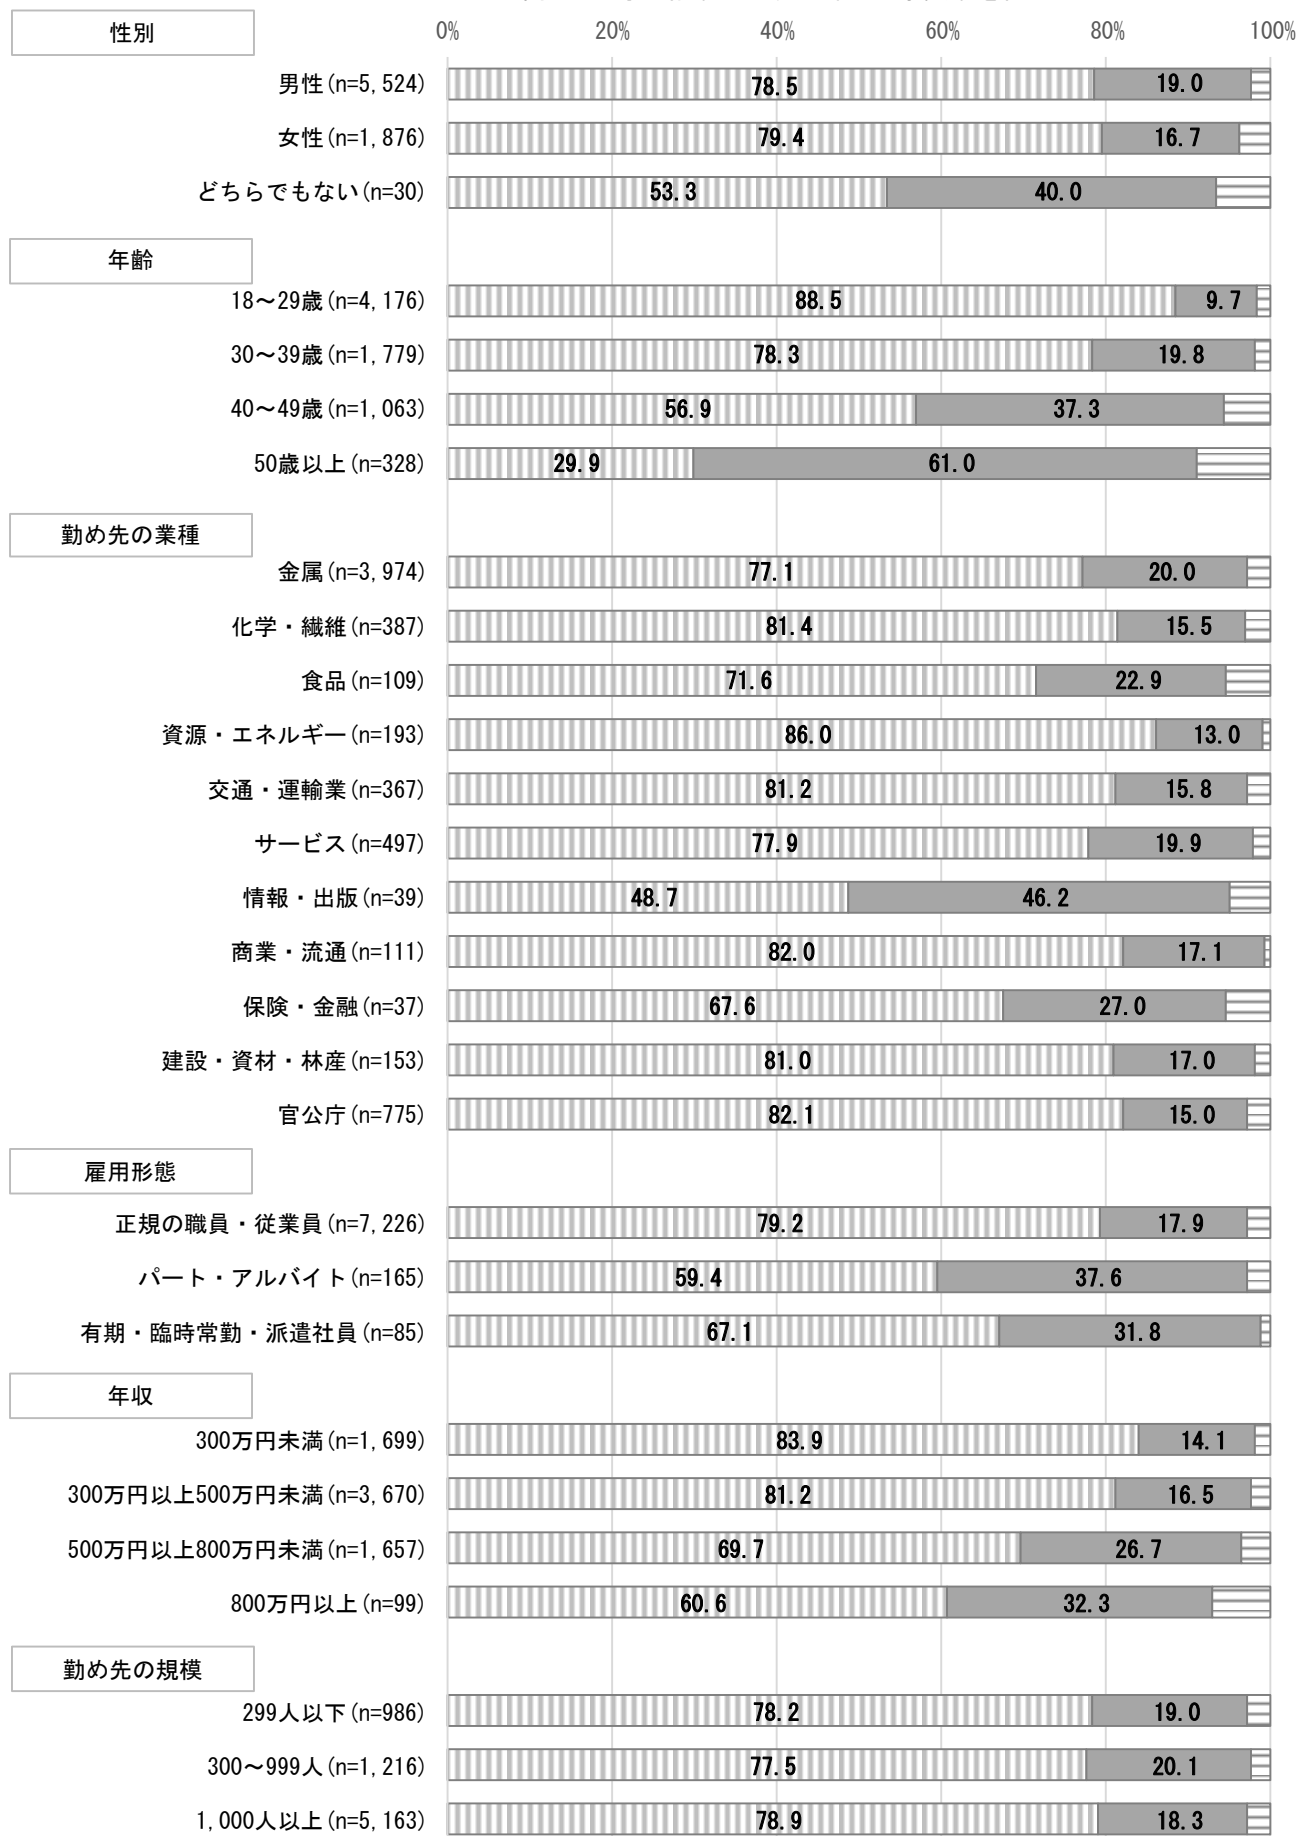 性別
0% 20% 40% 60% 80% 100%
男性(n=5,524) 78.5 19.0
女性(n=1,876) 79.4 16.7
どちらでもない(n=30) 53.3 40.0
年齢
18～29歳(n=4,176) 88.5 9.7
30～39歳(n=1,779) 78.3 19.8
40～49歳(n=1,063) 56.9 37.3
50歳以上(n=328) 29.9 61.0
勤め先の業種
金属(n=3,974) 77.1 20.0
化学・繊維(n=387) 81.4 15.5
食品(n=109) 71.6 22.9
資源・エネルギー(n=193) 86.0 13.0
交通・運輸業(n=367) 81.2 15.8
サービス(n=497) 77.9 19.9
情報・出版(n=39) 48.7 46.2
商業・流通(n=111) 82.0 17.1
保険・金融(n=37) 67.6 27.0
建設・資材・林産(n=153) 81.0 17.0
官公庁(n=775) 82.1 15.0
雇用形態
正規の職員・従業員(n=7,226) 79.2 17.9
パート・アルバイト(n=165) 59.4 37.6
有期・臨時常勤・派遣社員(n=85) 67.1 31.8
年収
300万円未満(n=1,699) 83.9 14.1
300万円以上500万円未満(n=3,670) 81.2 16.5
500万円以上800万円未満(n=1,657) 69.7 26.7
800万円以上(n=99) 60.6 32.3
勤め先の規模
299人以下(n=986) 78.2 19.0
300～999人(n=1,216) 77.5 20.1
1,000人以上(n=5,163) 78.9 18.3